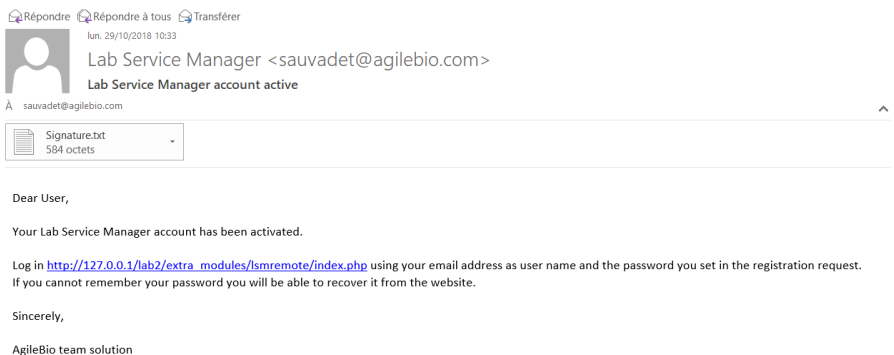 Répondre Répondre à tous Transférer
lun. 29/10/2018 10:33
Lab Service Manager <sauvadet@agilebio.com>
Lab Service Manager account active
À sauvadet@agilebio.com
Signature.txt
584 octets
Dear User,
Your Lab Service Manager account has been activated.
Log in http://127.0.0.1/lab2/extra_modules/lsmremote/index.php using your email address as user name and the password you set in the registration request.
If you cannot remember your password you will be able to recover it from the website.
Sincerely,
AgileBio team solution